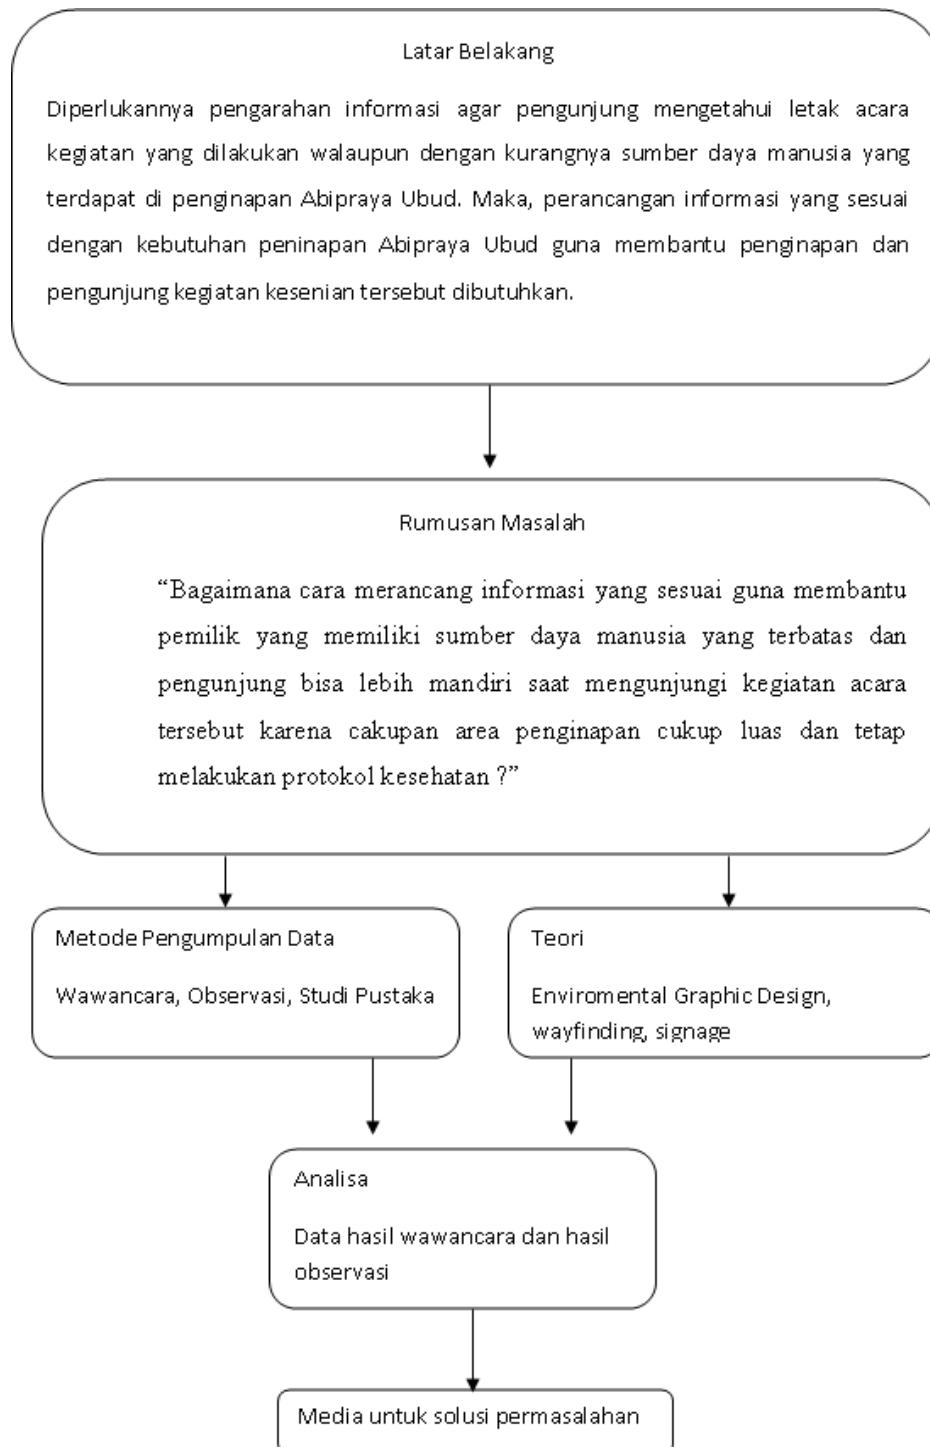 Latar Belakang
Diperlukannya pengarahan informasi agar pengunjung mengetahui letak acara
kegiatan yang dilakukan walaupun dengan kurangnya sumber daya manusia yang
terdapat di penginapan Abipraya Ubud. Maka, perancangan informasi yang sesuai
dengan kebutuhan peninapan Abipraya Ubud guna membantu penginapan dan
pengunjung kegiatan kesenian tersebut dibutuhkan.
Rumusan Masalah
“Bagaimana cara merancang informasi yang sesuai guna membantu
pemilik yang memiliki sumber daya manusia yang terbatas dan
pengunjung bisa lebih mandiri saat mengunjungi kegiatan acara
tersebut karena cakupan area penginapan cukup luas dan tetap
melakukan protokol kesehatan ?”
Metode Pengumpulan Data
Wawancara, Observasi, Studi Pustaka
Teori
Enviromental Graphic Design,
wayfinding, signage
Analisa
Data hasil wawancara dan hasil
observasi
Media untuk solusi permasalahan